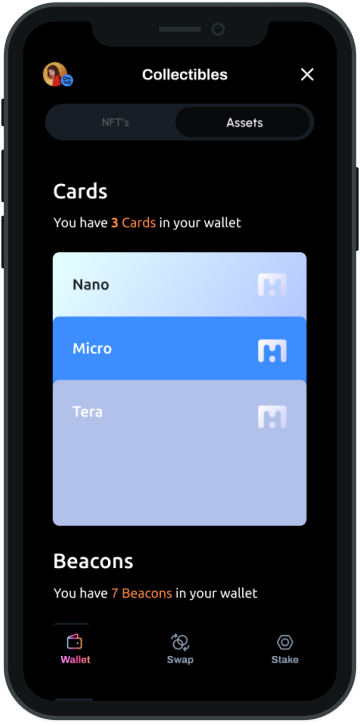 Collectibles
NFT's
Assets
Cards
You have 3 Cards in your wallet
Nano
Micro
Tera
Beacons
You have 7 Beacons in your wallet
Wallet
Swap
Stake